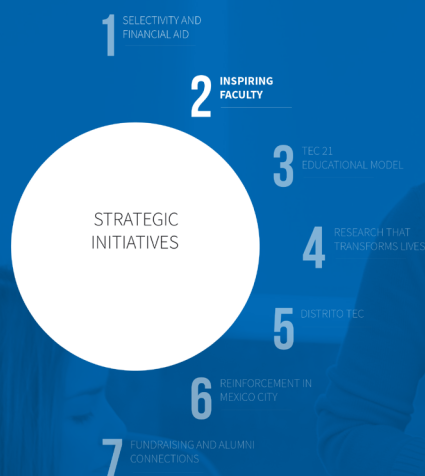 1 SELECTIVITY AND
FINANCIAL AID
2 INSPIRING
FACULTY
3 TEC 21
EDUCATIONAL MODEL
STRATEGIC
INITIATIVES
4 RESEARCH THAT
TRANSFORMS LIVES
5 DISTRITO TEC
6 REINFORCEMENT IN
MEXICO CITY
7 FUNDRAISING AND ALUMNI
CONNECTIONS